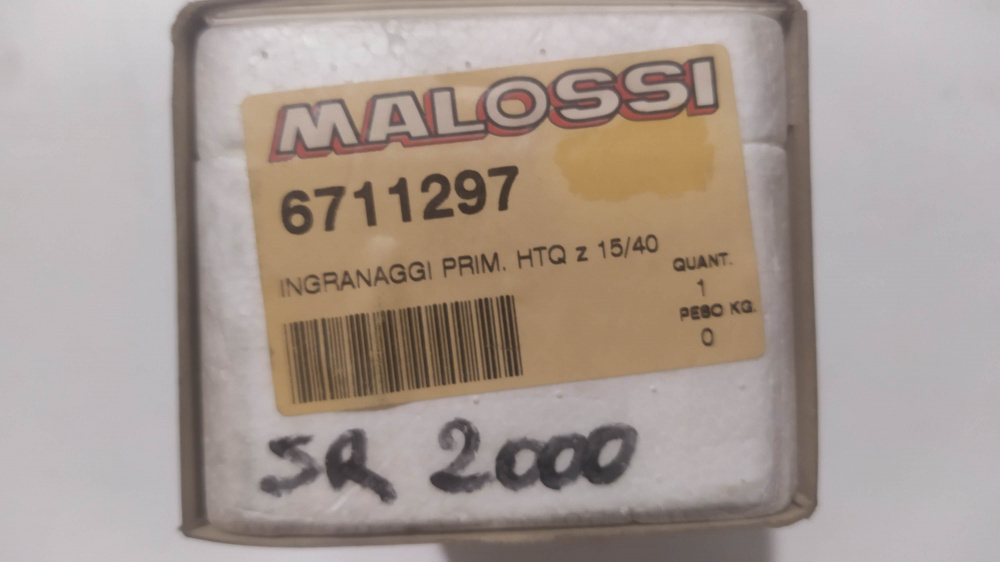 MALOSSI
6711297
INGRANAGGI PRIM. HTQ z 15/40
QUANT.
1
PESO KG.
0
SR 2000